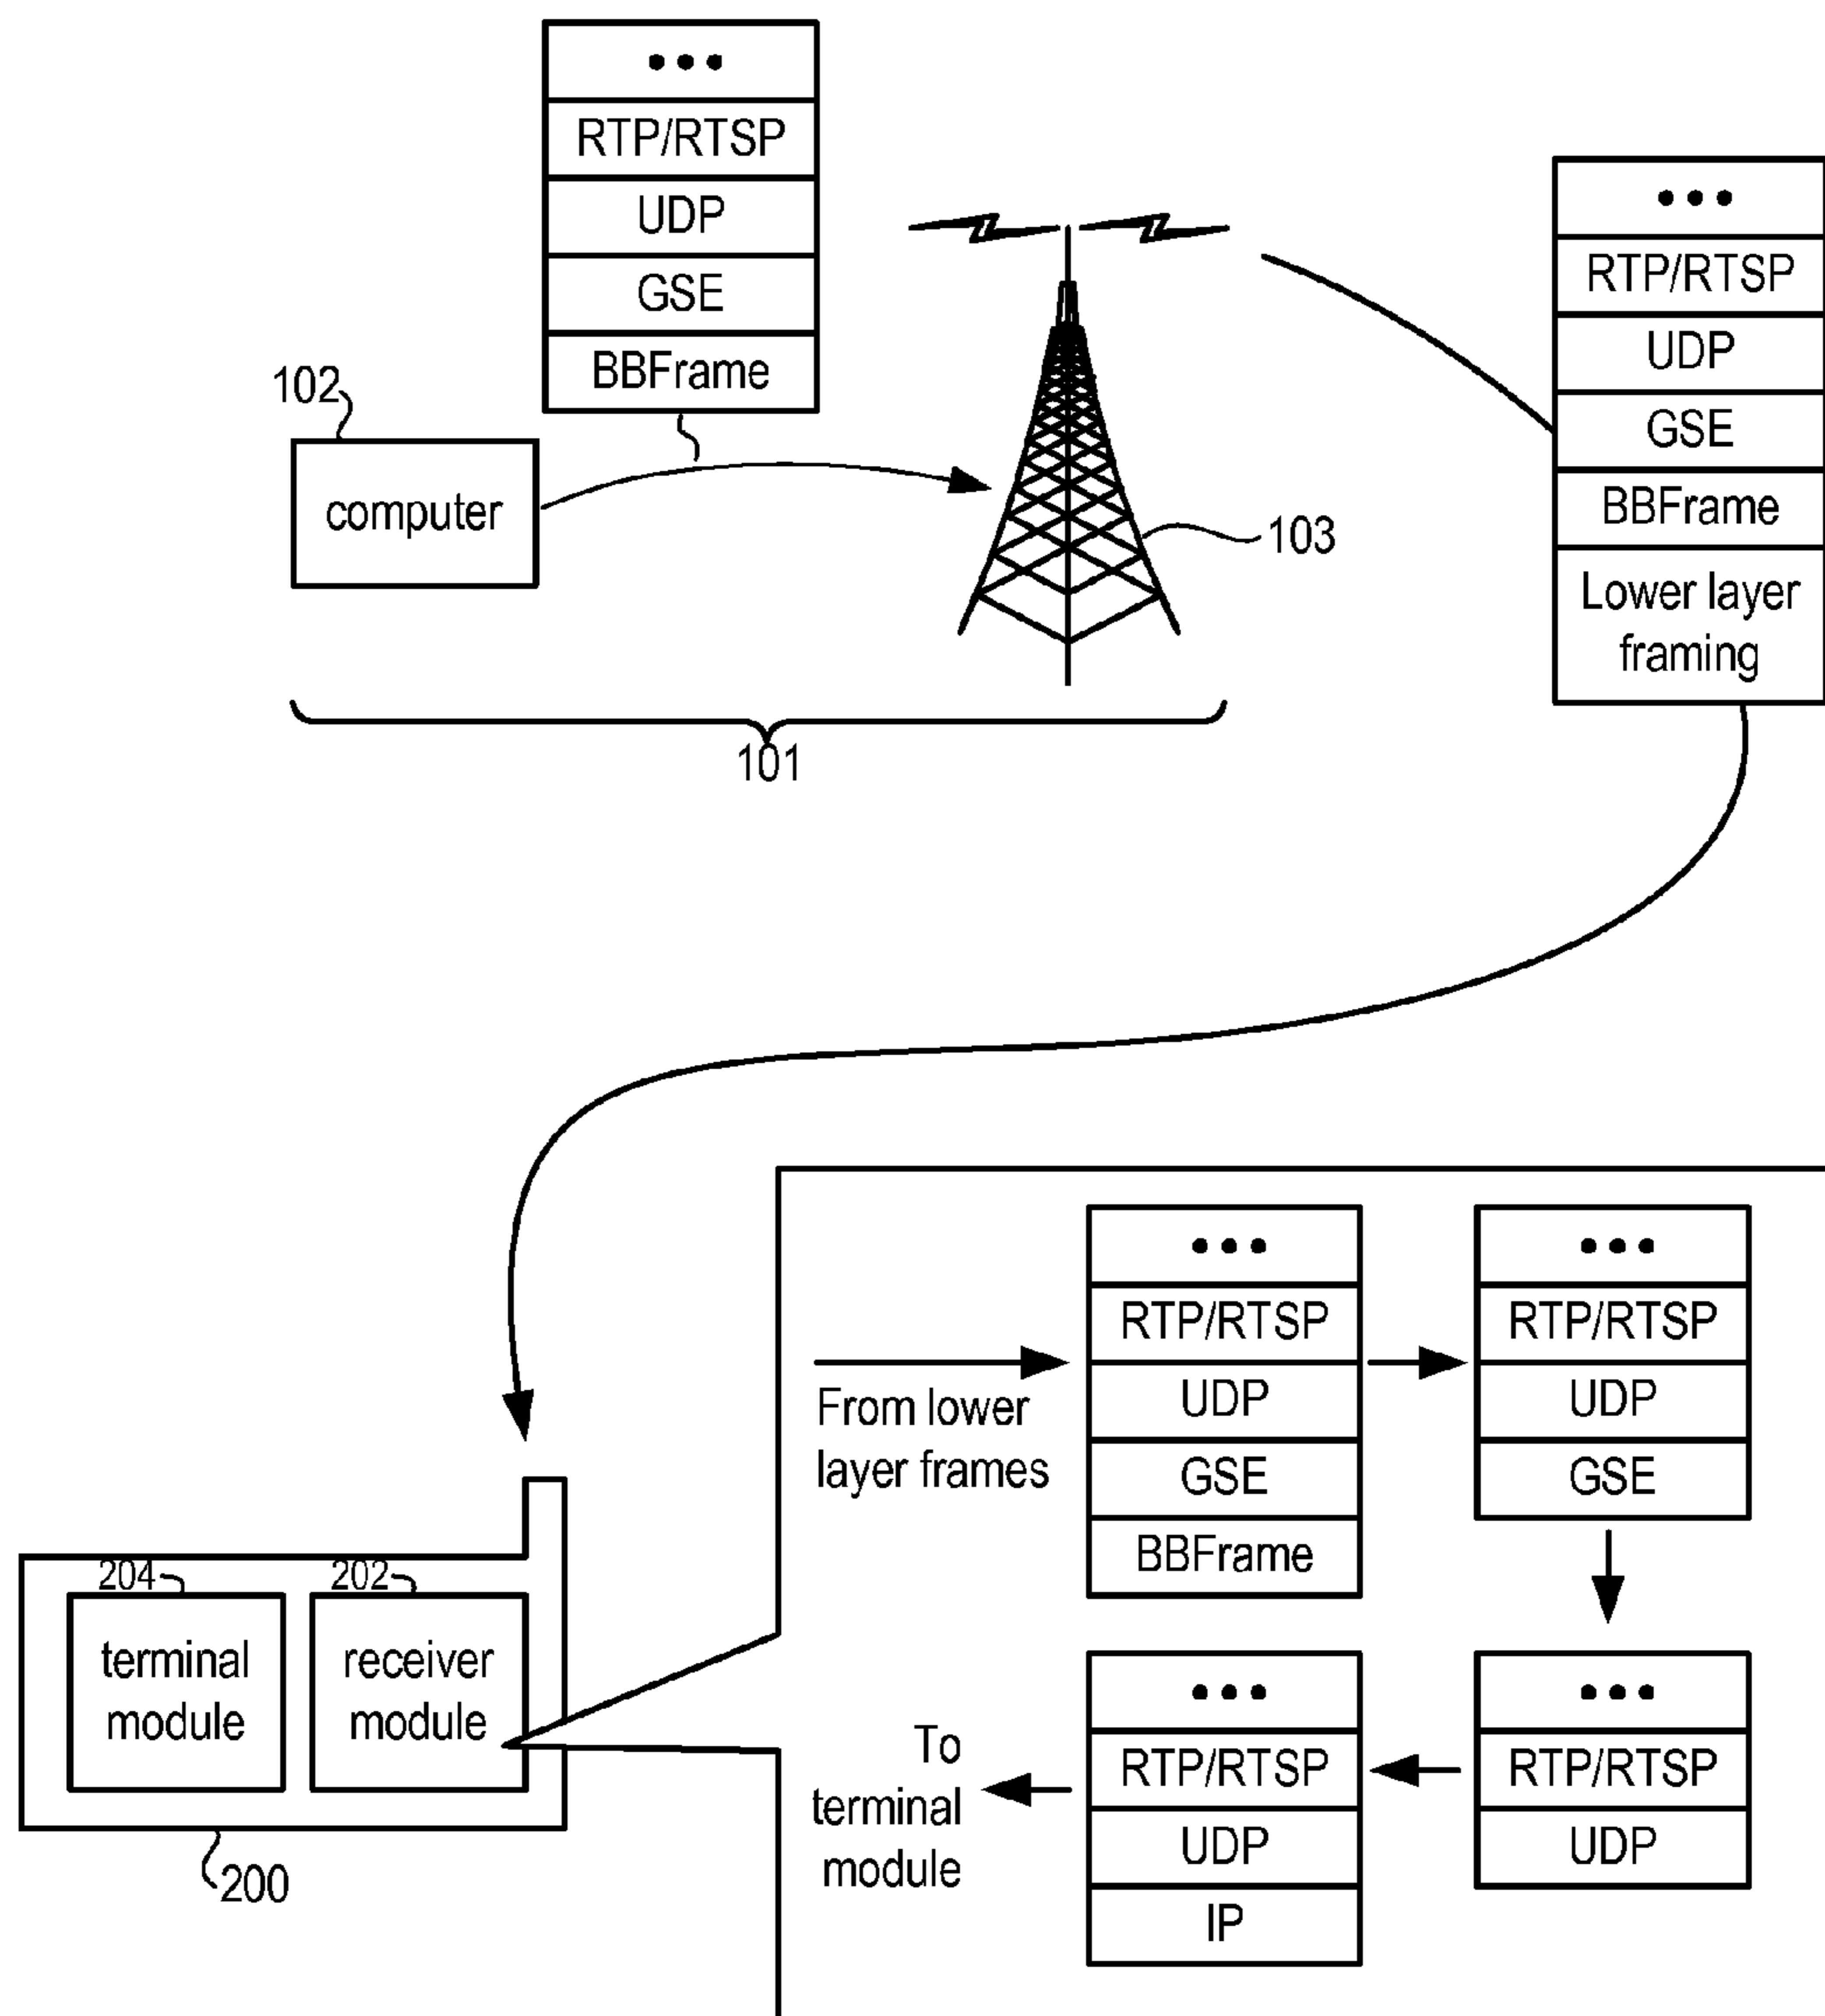 •••
RTP/RTSP
UDP
GSE
BBFrame
102
computer
103
101
•••
RTP/RTSP
UDP
GSE
BBFrame
Lower layer
framing
204
terminal
module
202
receiver
module
200
From lower
layer frames
•••
RTP/RTSP
UDP
GSE
BBFrame
•••
RTP/RTSP
UDP
GSE
•••
RTP/RTSP
UDP
•••
RTP/RTSP
UDP
IP
To
terminal
module